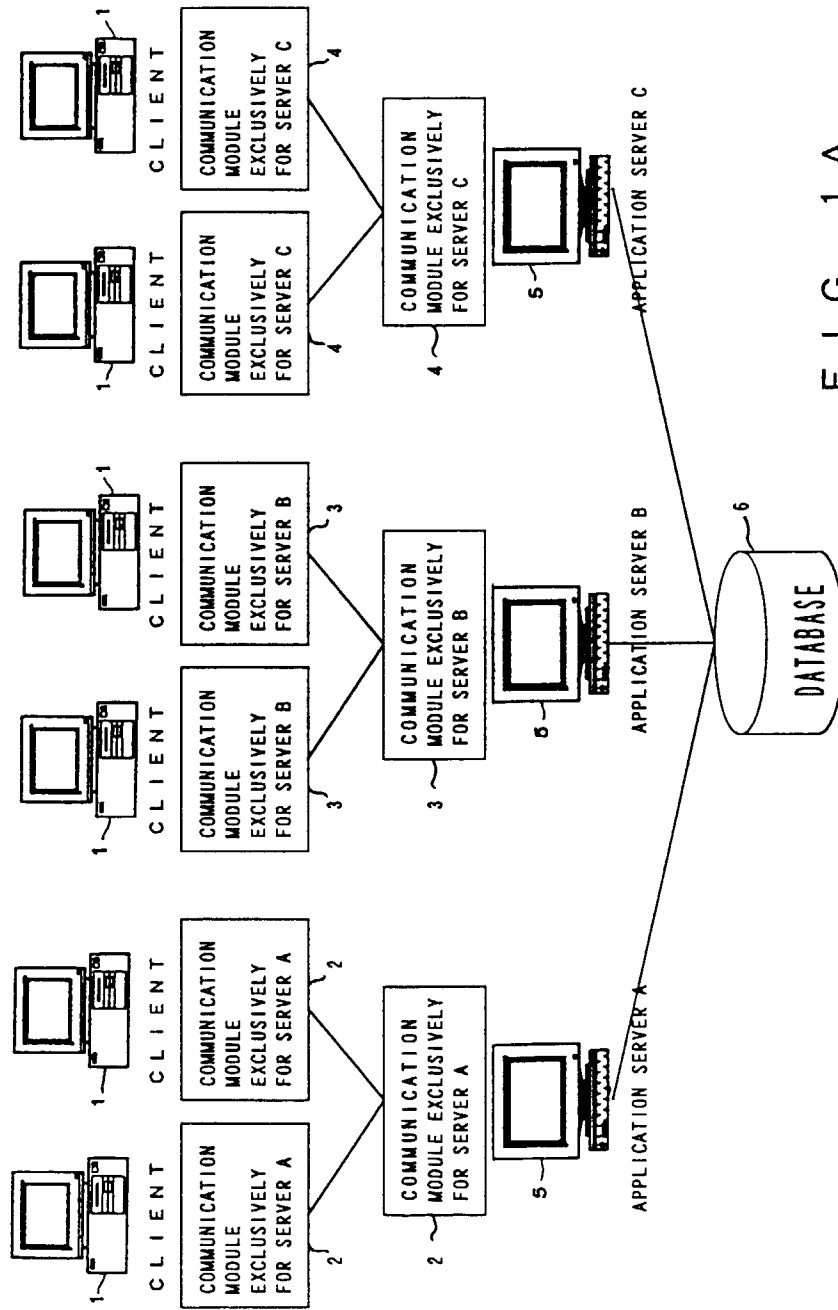 1
1
1
1
1
1
CLIENT
CLIENT
CLIENT
CLIENT
CLIENT
CLIENT
COMMUNICATION
MODULE
EXCLUSIVELY
FOR SERVER A
2
COMMUNICATION
MODULE
EXCLUSIVELY
FOR SERVER A
2
COMMUNICATION
MODULE
EXCLUSIVELY
FOR SERVER B
3
COMMUNICATION
MODULE
EXCLUSIVELY
FOR SERVER B
3
COMMUNICATION
MODULE
EXCLUSIVELY
FOR SERVER C
4
COMMUNICATION
MODULE
EXCLUSIVELY
FOR SERVER C
4
COMMUNICATION
MODULE EXCLUSIVELY
FOR SERVER A
2
COMMUNICATION
MODULE EXCLUSIVELY
FOR SERVER B
3
COMMUNICATION
MODULE EXCLUSIVELY
FOR SERVER C
4
5
5
5
APPLICATION SERVER A
APPLICATION SERVER B
APPLICATION SERVER C
6
DATABASE
FIG. 1A